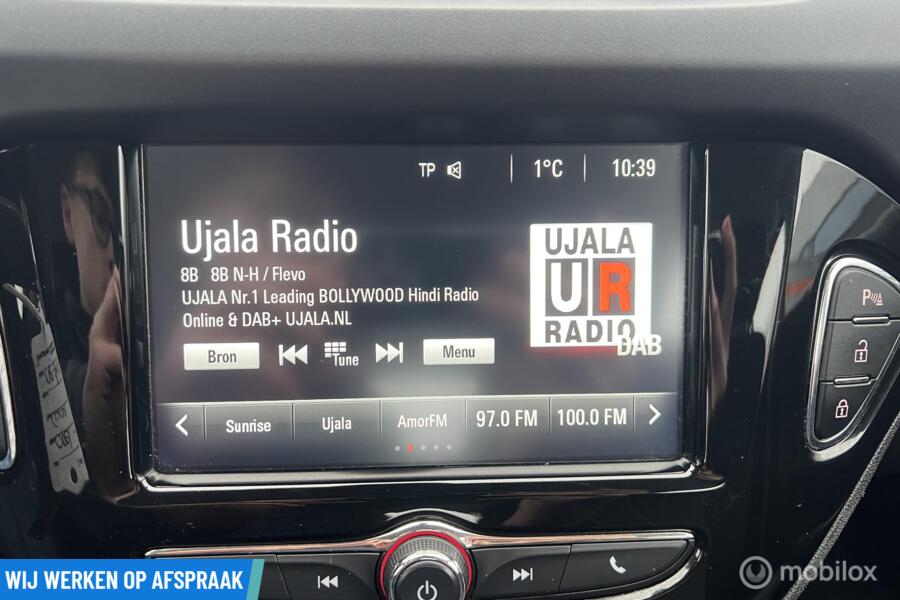 TP 1°C 10:39
Ujala Radio
8B 8B N-H / Flevo
UJALA Nr.1 Leading BOLLYWOOD Hindi Radio
Online & DAB+ UJALA.NL
UJALA
UR
RADIO
DAB
Bron Tune Menu
Sunrise Ujala AmorFM 97.0 FM 100.0 FM
P
WIJ WERKEN OP AFSPRAAK
mobilox